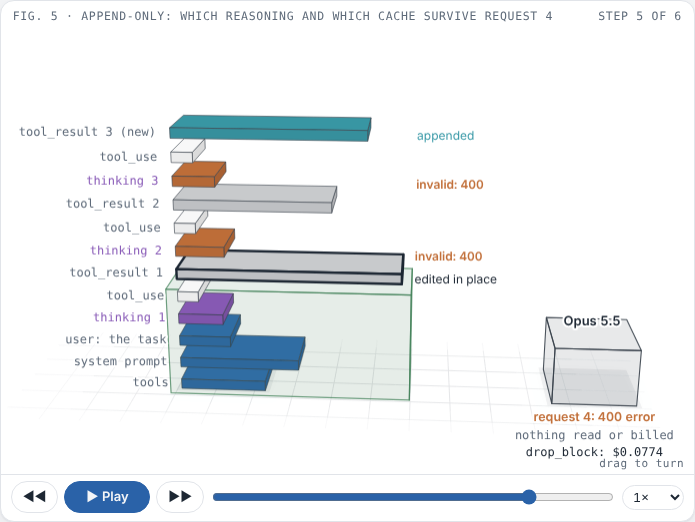 FIG. 5 · APPEND-ONLY: WHICH REASONING AND WHICH CACHE SURVIVE REQUEST 4
STEP 5 OF 6
tool_result 3 (new)
appended
tool_use
thinking 3
invalid: 400
tool_result 2
tool_use
thinking 2
invalid: 400
tool_result 1
edited in place
tool_use
thinking 1
user: the task
system prompt
tools
Opus 5:5
request 4: 400 error
nothing read or billed
drop_block: $0.0774
drag to turn
Play
1×